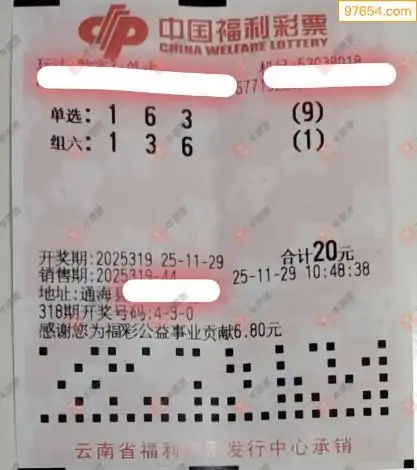 97654.com
中国福利彩票
CHINA WELFARE LOTTERY
机号:53038018
6771
单选: 1 6 3 (9)
组六: 1 3 6 (1)
开奖期:2025319 25-11-29 合计20元
销售期:2025319-44 25-11-29 10:48:38
地址:通海县
318期开奖号码:4-3-0
感谢您为福彩公益事业贡献6.80元
云南省福利 发行中心承销